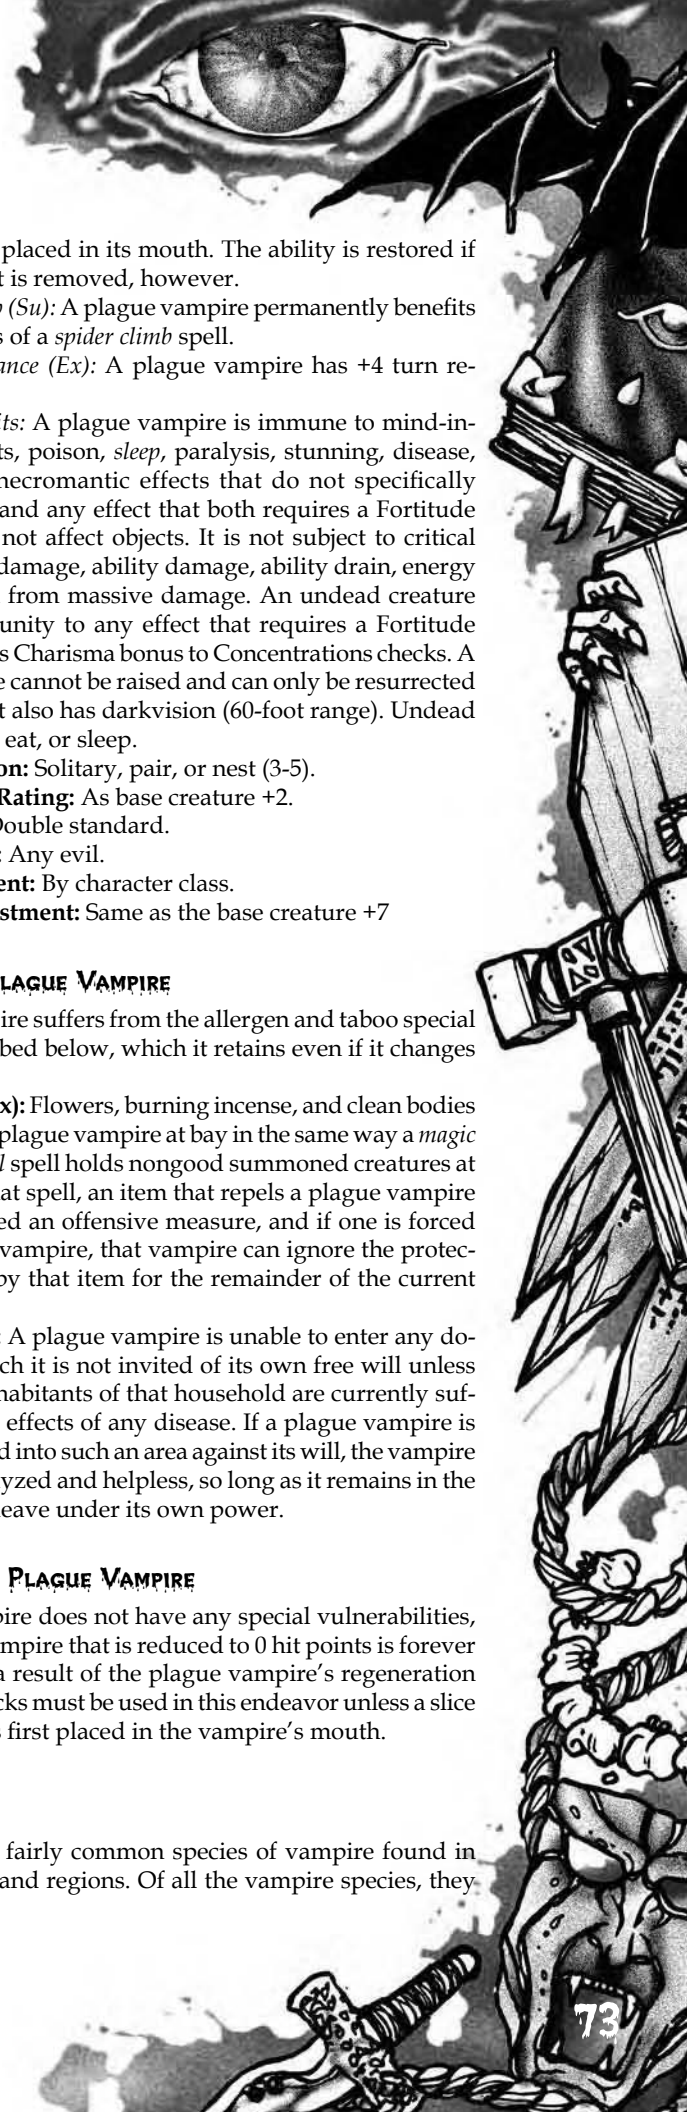 placed in its mouth. The ability is restored if
t is removed, however.
(Su): A plague vampire permanently benefits
s of a spider climb spell.
ance (Ex): A plague vampire has +4 turn re-
its: A plague vampire is immune to mind-in-
ts, poison, sleep, paralysis, stunning, disease,
necromantic effects that do not specifically
and any effect that both requires a Fortitude
not affect objects. It is not subject to critical
damage, ability damage, ability drain, energy
from massive damage. An undead creature
unity to any effect that requires a Fortitude
s Charisma bonus to Concentrations checks. A
e cannot be raised and can only be resurrected
t also has darkvision (60-foot range). Undead
eat, or sleep.
on: Solitary, pair, or nest (3-5).
Rating: As base creature +2.
Double standard.
: Any evil.
ent: By character class.
stment: Same as the base creature +7
lague Vampire
ire suffers from the allergen and taboo special
bed below, which it retains even if it changes
x): Flowers, burning incense, and clean bodies
plague vampire at bay in the same way a magic
l spell holds nongood summoned creatures at
at spell, an item that repels a plague vampire
ed an offensive measure, and if one is forced
vampire, that vampire can ignore the protec-
by that item for the remainder of the current
: A plague vampire is unable to enter any do-
ch it is not invited of its own free will unless
habitants of that household are currently suf-
effects of any disease. If a plague vampire is
d into such an area against its will, the vampire
lyzed and helpless, so long as it remains in the
leave under its own power.
Plague Vampire
pire does not have any special vulnerabilities,
ampire that is reduced to 0 hit points is forever
a result of the plague vampire's regeneration
cks must be used in this endeavor unless a slice
s first placed in the vampire's mouth.
fairly common species of vampire found in
and regions. Of all the vampire species, they
73